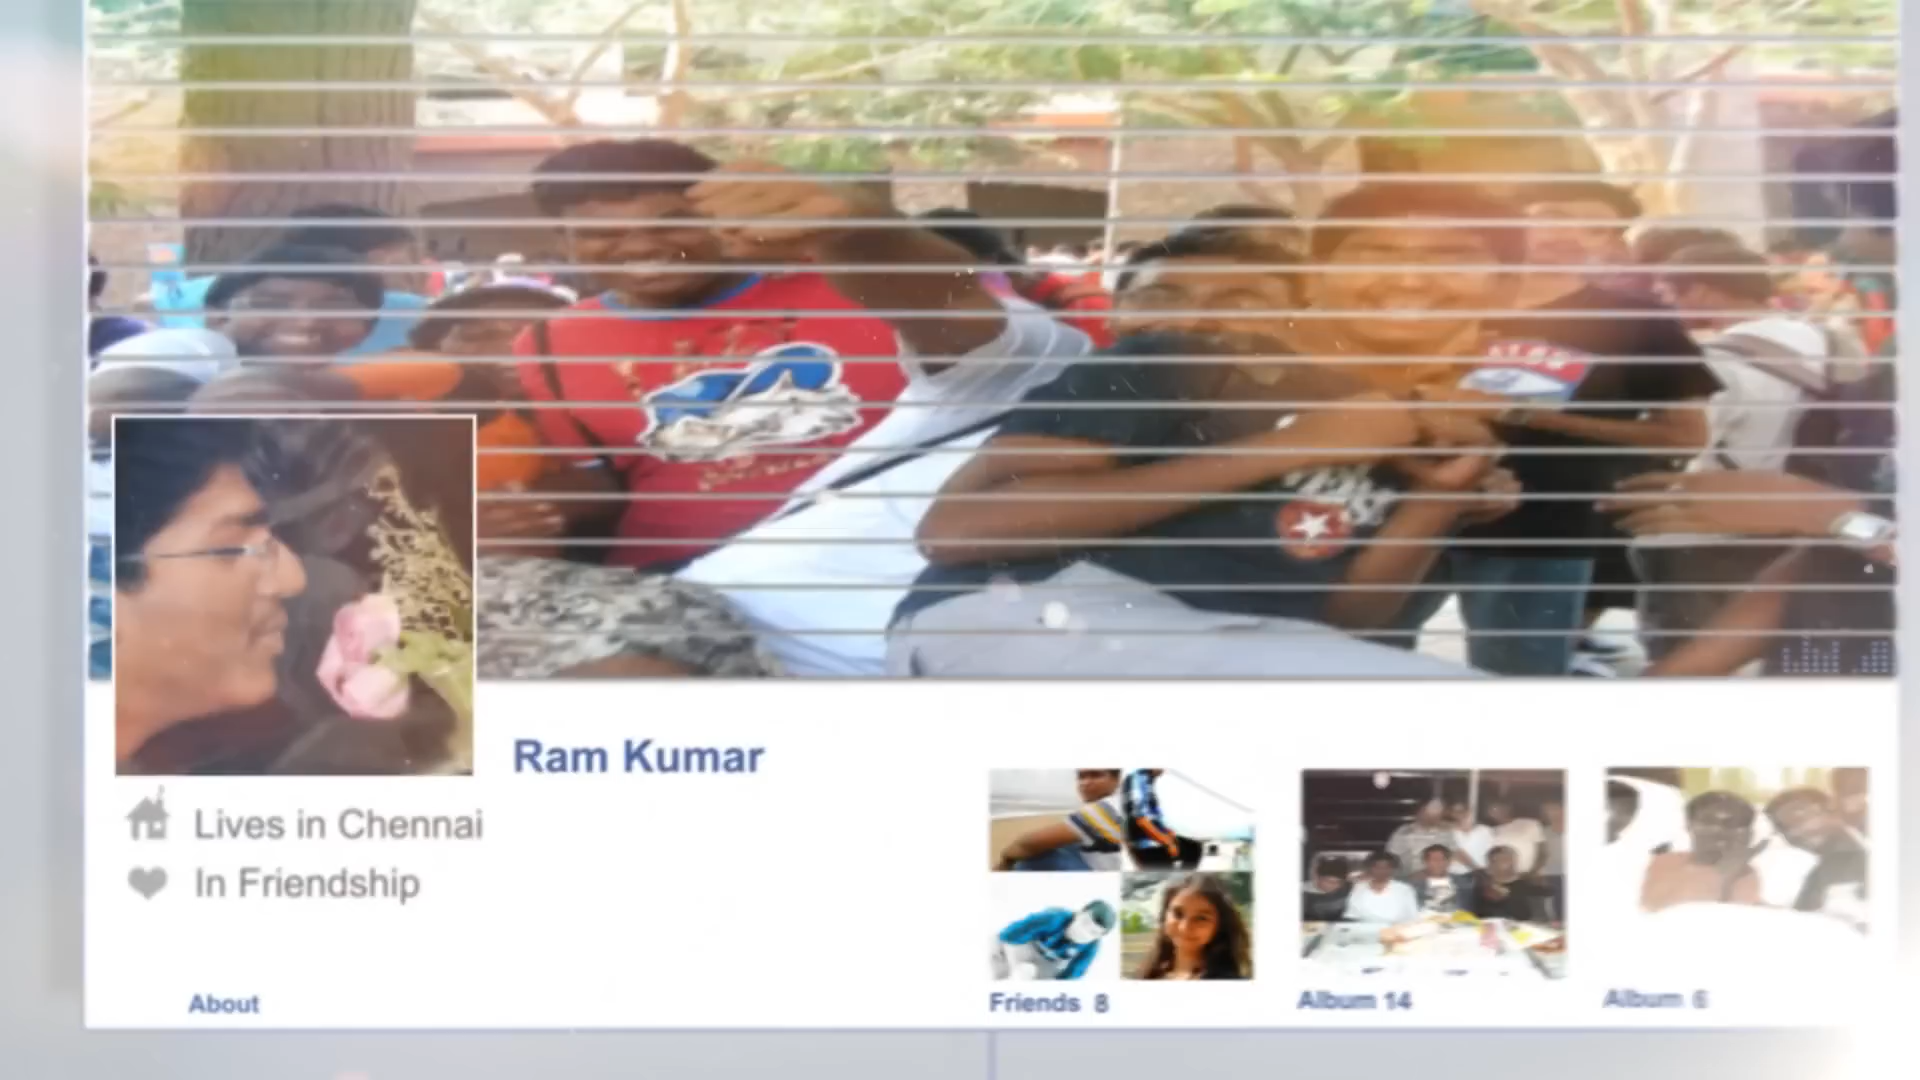 Ram Kumar
Lives in Chennai
In Friendship
About
Friends 8
Album 14
Album 6